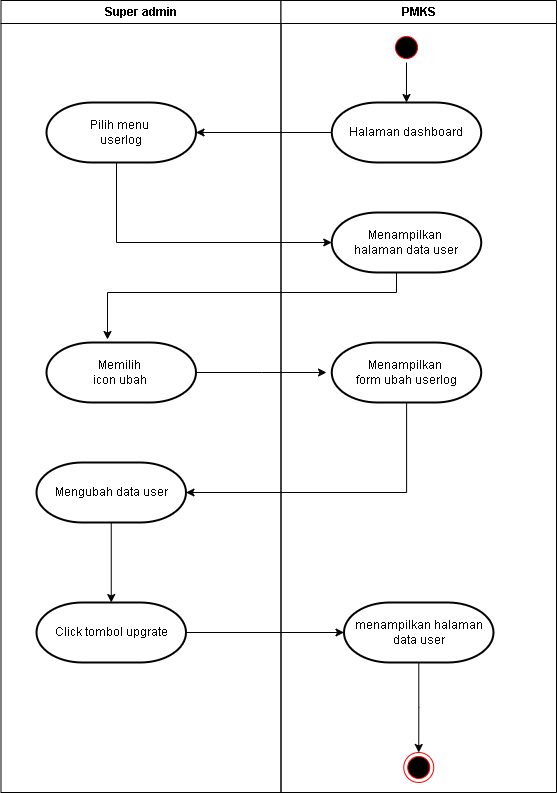 Super admin
PMKS
Halaman dashboard
Pilih menu
userlog
Menampilkan
halaman data user
Memilih
icon ubah
Menampilkan
form ubah userlog
Mengubah data user
Click tombol upgrate
menampilkan halaman
data user